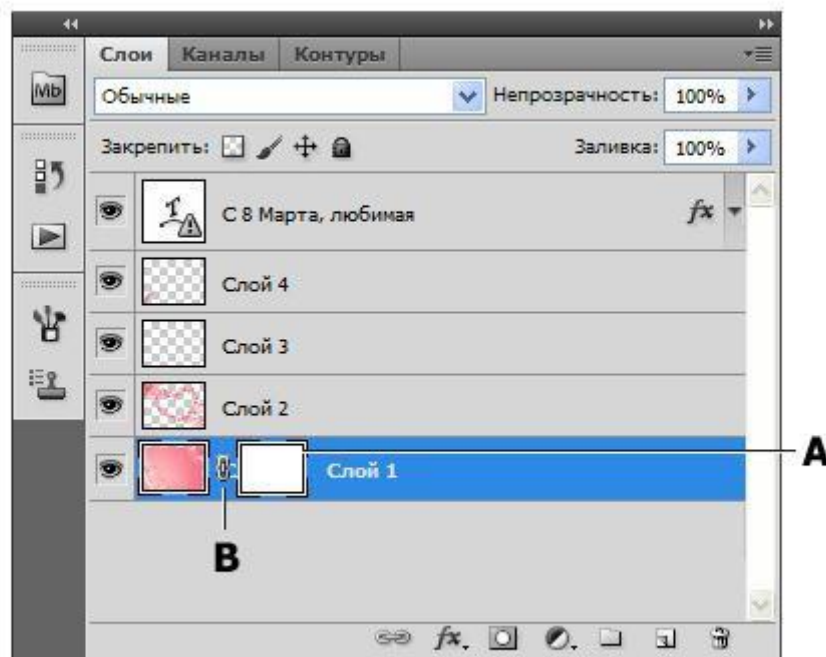 Слои Каналы Контуры
Mb
Обычные Непрозрачность: 100%
Закрепить: Заливка: 100%
T С 8 Марта, любимая fx
Слой 4
Слой 3
Слой 2
Слой 1
A
B
fx.